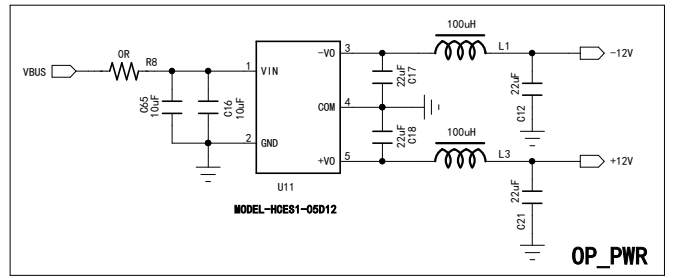 100uH
0R
R8
3
L1
VBUS
1
VIN
-VO
-12V
C65
10uF
C16
10uF
22uF
C17
22uF
C12
COM
4
22uF
C18
100uH
2
GND
+VO
5
L3
+12V
U11
22uF
C21
MODEL-HCES1-05D12
OP_PWR